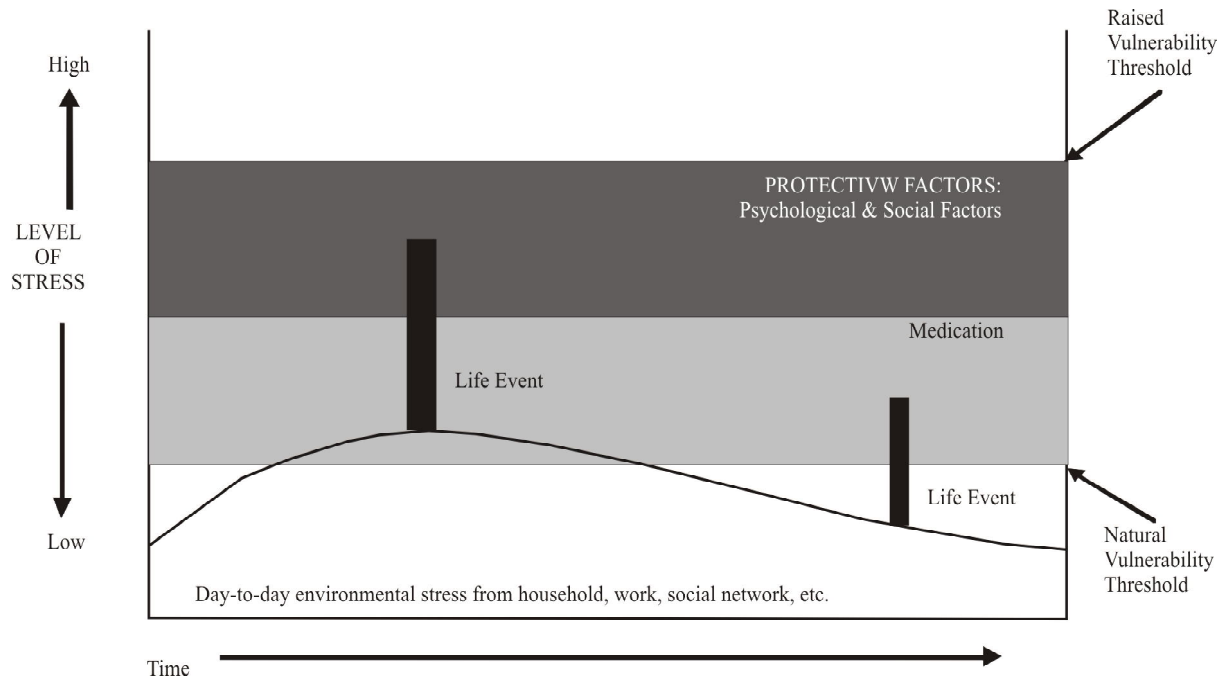 Raised
Vulnerability
Threshold
High
PROTECTIVW FACTORS:
Psychological & Social Factors
LEVEL
OF
STRESS
Medication
Life Event
Life Event
Low
Natural
Vulnerability
Threshold
Day-to-day environmental stress from household, work, social network, etc.
Time